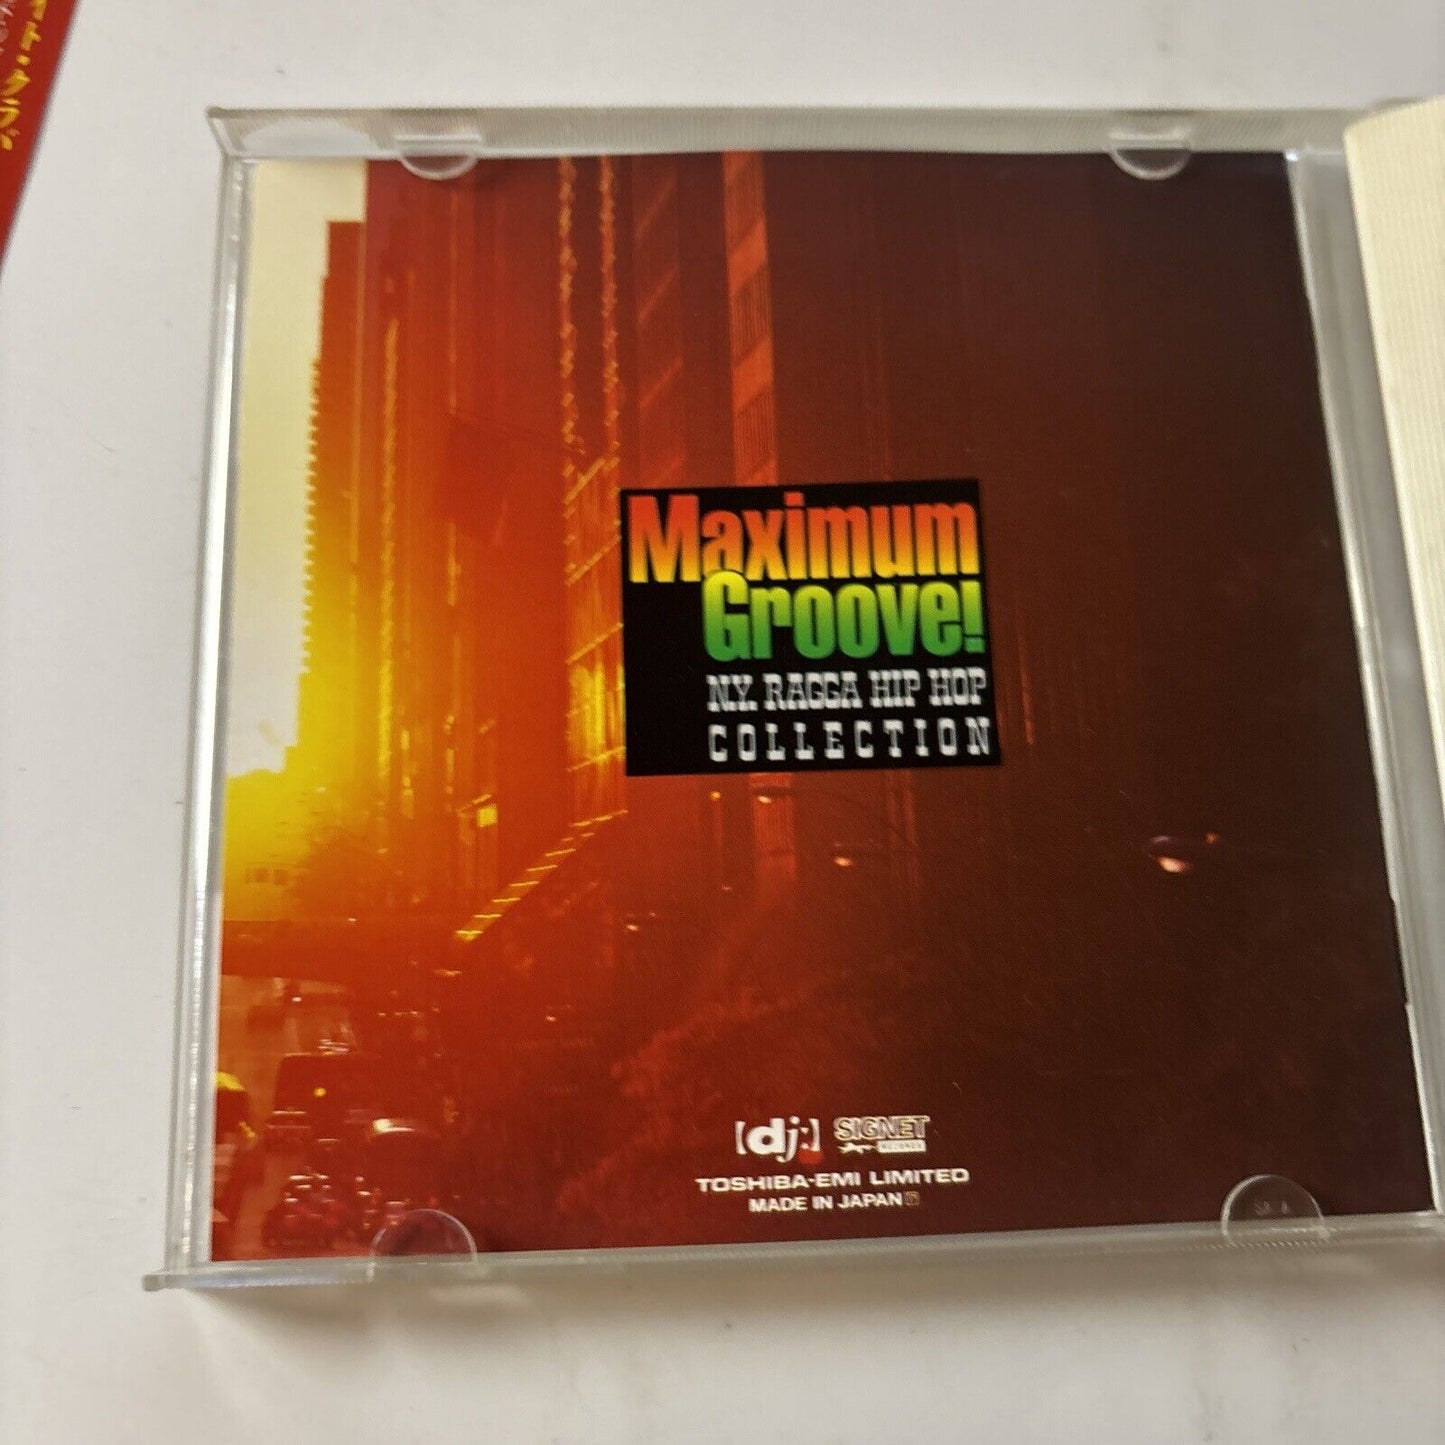 Maximum
Groove!
N.Y. RAGGA HIP HOP
COLLECTION
[dj:]
SIGNET
TOSHIBA-EMI LIMITED
MADE IN JAPAN